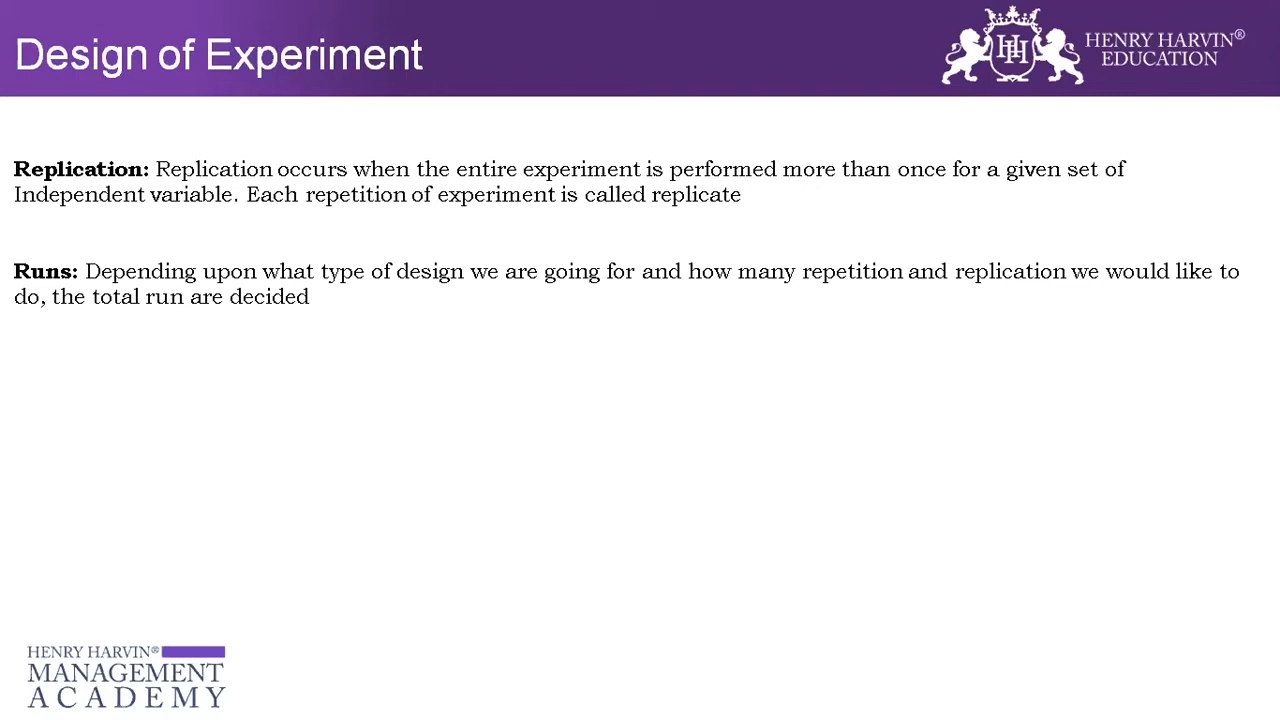 Design of Experiment
HENRY HARVIN®
EDUCATION
Replication: Replication occurs when the entire experiment is performed more than once for a given set of
Independent variable. Each repetition of experiment is called replicate
Runs: Depending upon what type of design we are going for and how many repetition and replication we would like to
do, the total run are decided
HENRY HARVIN®
MANAGEMENT
ACADEMY